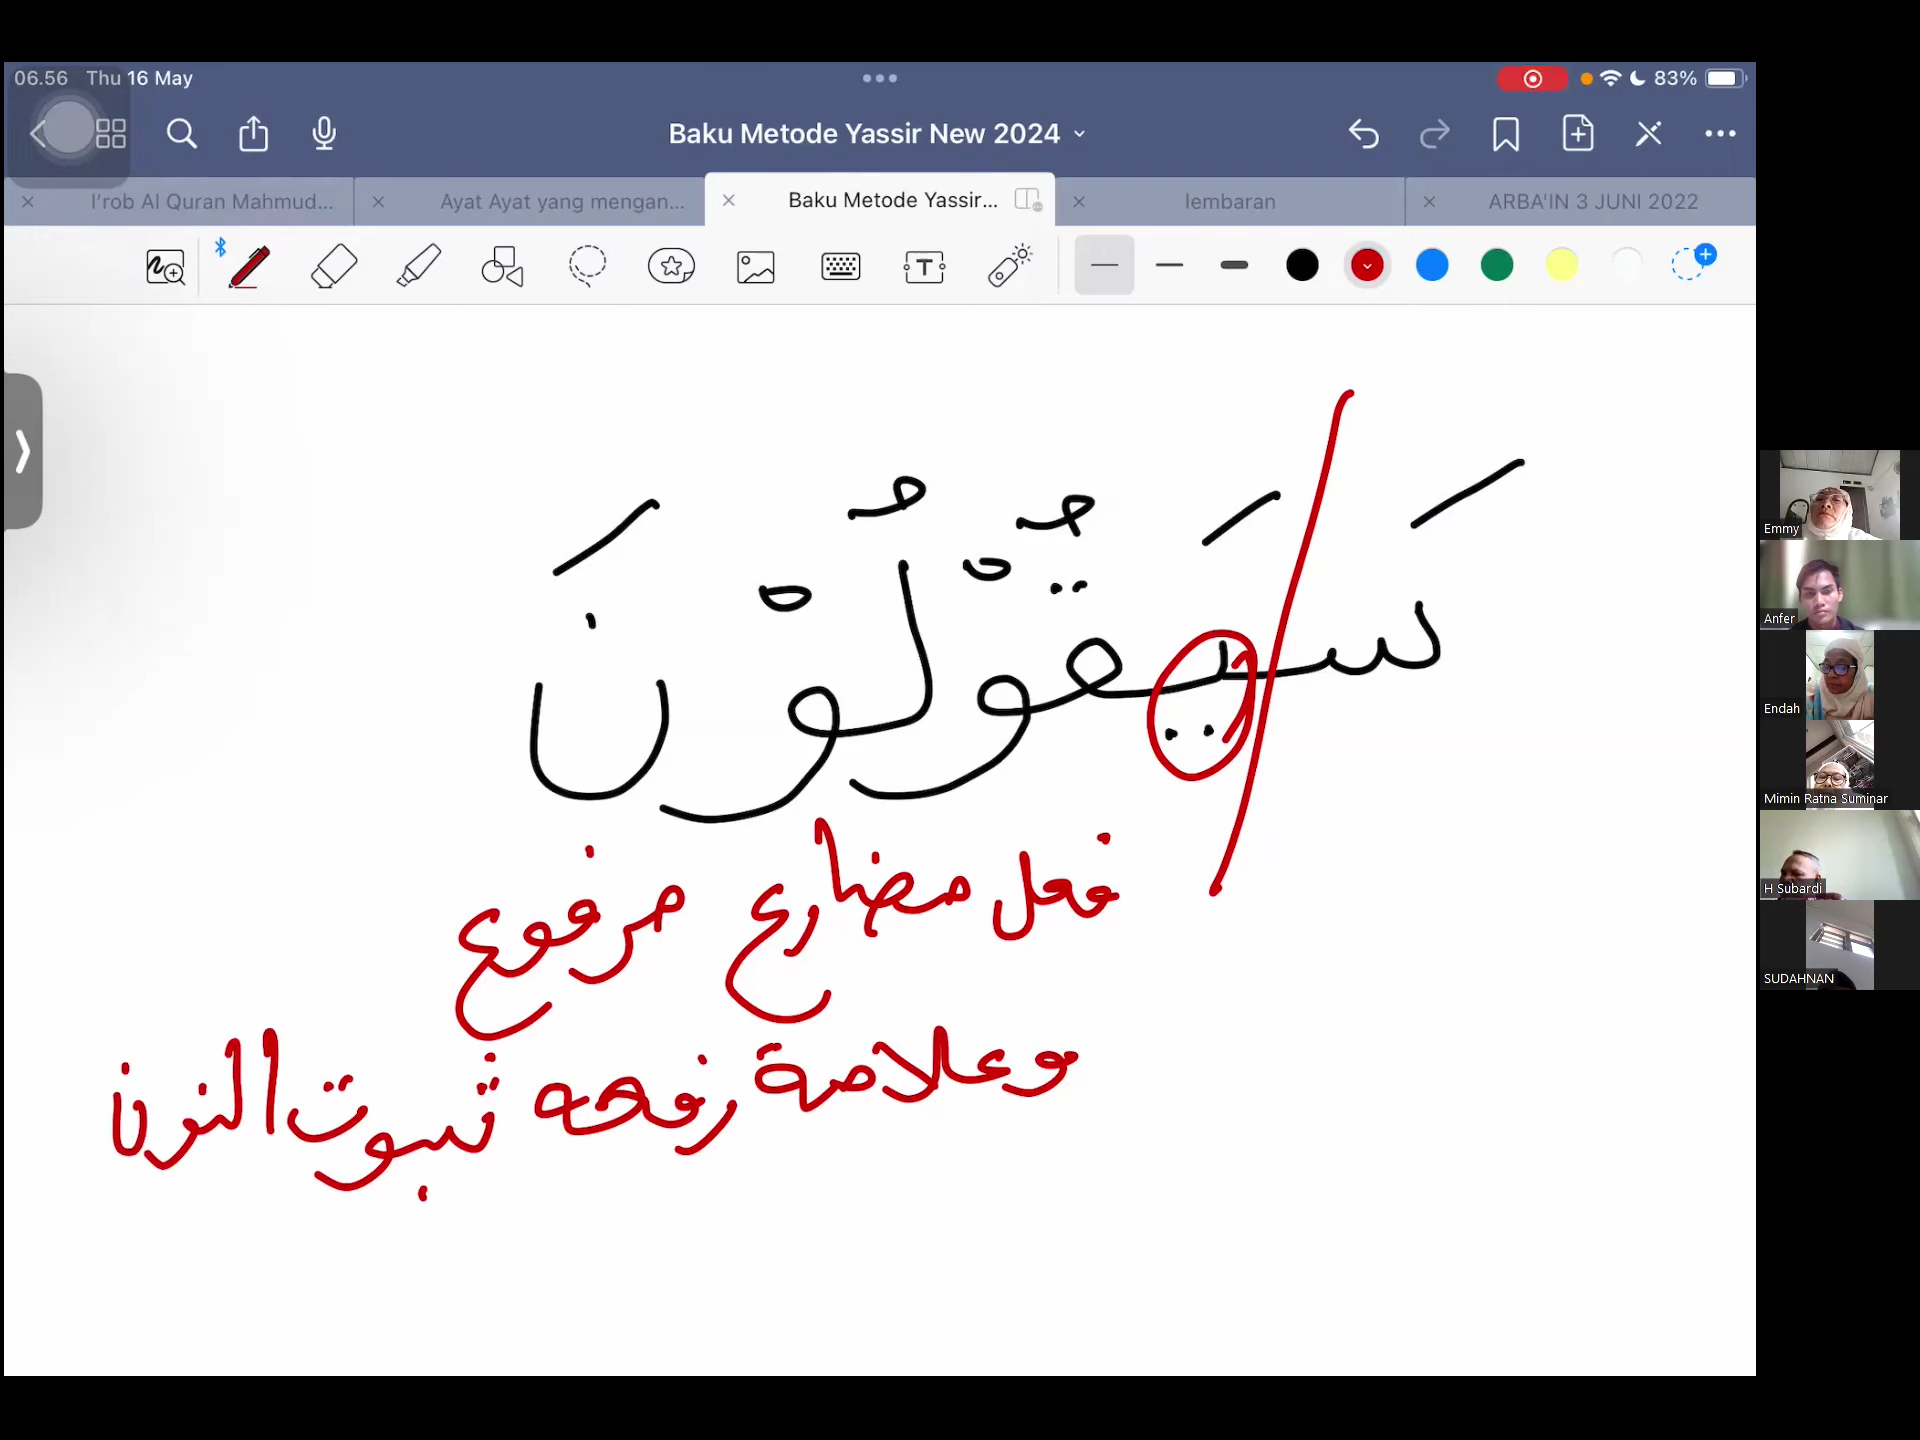 06.56 Thu 16 May
83%
Baku Metode Yassir New 2024
I'rob Al Quran Mahmud...
Ayat Ayat yang mengan...
Baku Metode Yassir...
lembaran
ARBA'IN 3 JUNI 2022
T
سَيَقُوْلُوْنَ
فعل مضارع مرفوع
وعلامة رفعه ثبوت النون
Emmy
Anfer
Endah
Mimin Ratna Suminar
H Subardi
SUDAHNAN